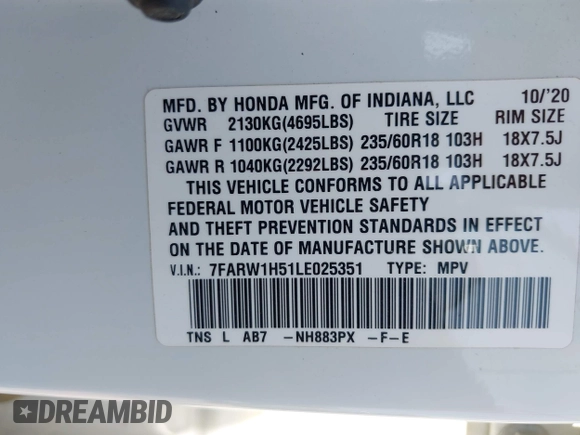 MFD. BY HONDA MFG. OF INDIANA, LLC 10/'20
GVWR 2130KG(4695LBS) TIRE SIZE RIM SIZE
GAWR F 1100KG(2425LBS) 235/60R18 103H 18X7.5J
GAWR R 1040KG(2292LBS) 235/60R18 103H 18X7.5J
THIS VEHICLE CONFORMS TO ALL APPLICABLE
FEDERAL MOTOR VEHICLE SAFETY
AND THEFT PREVENTION STANDARDS IN EFFECT
ON THE DATE OF MANUFACTURE SHOWN ABOVE.
V.I.N.: 7FARW1H51LE025351 TYPE: MPV
TNS L AB7 -NH883PX -F-E
DREAMBID